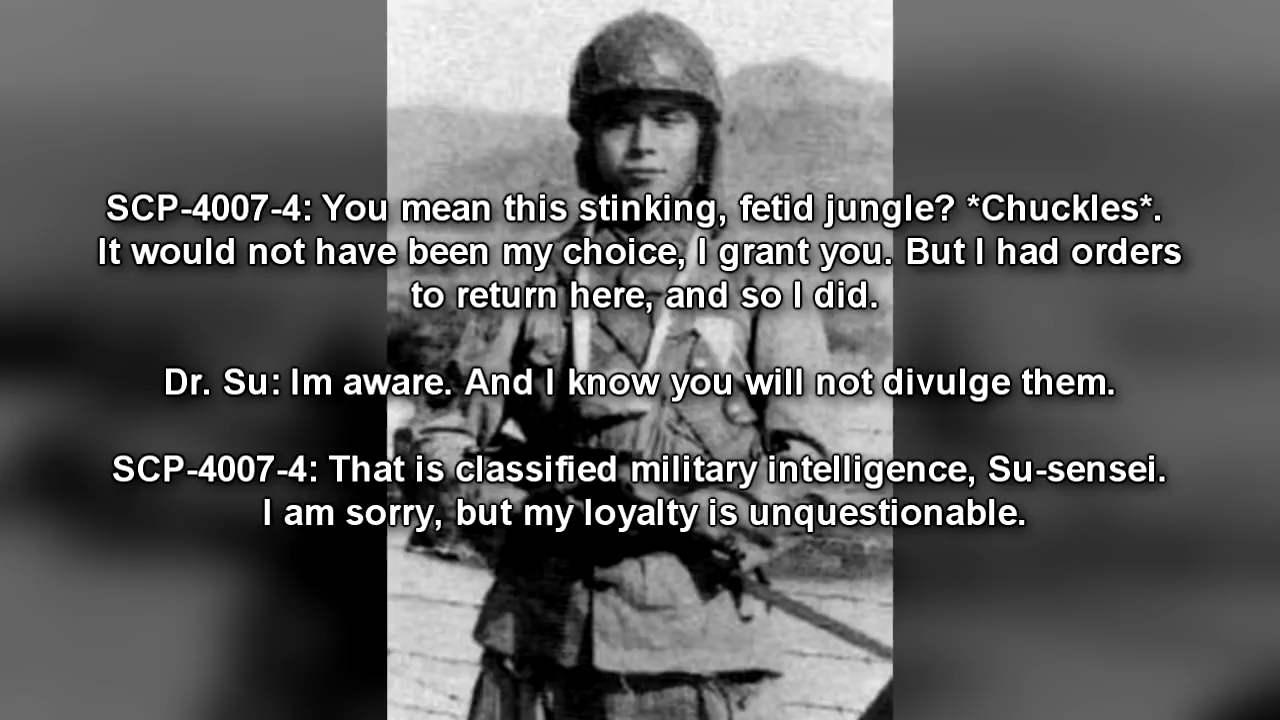 SCP-4007-4: You mean this stinking, fetid jungle? *Chuckles*.
It would not have been my choice, I grant you. But I had orders
to return here, and so I did.
Dr. Su: Im aware. And I know you will not divulge them.
SCP-4007-4: That is classified military intelligence, Su-sensei.
I am sorry, but my loyalty is unquestionable.